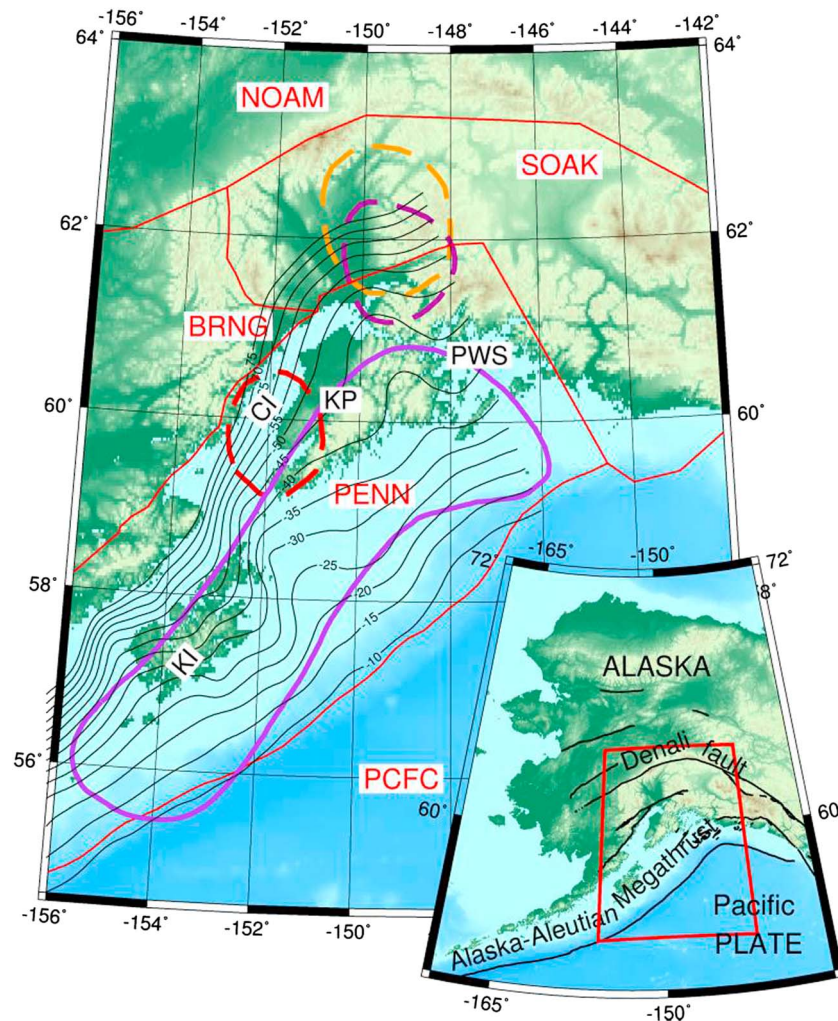 -156° -154° -152° -150° -148° -146° -144° -142°
64° 64°
NOAM
SOAK
62° 62°
BRNG
PWS
-75
CI
KP
60° 60°
-55
-50
-45
-40
PENN
-35
-30
-25
58°
-20
-15
-10
KI
56°
PCFC
-156° -154° -152° -150°
72° -165° -150° 72°
8°
ALASKA
Denali fault
60° 60
Alaska-Aleutian Megathrust
Pacific
PLATE
-165° -150°